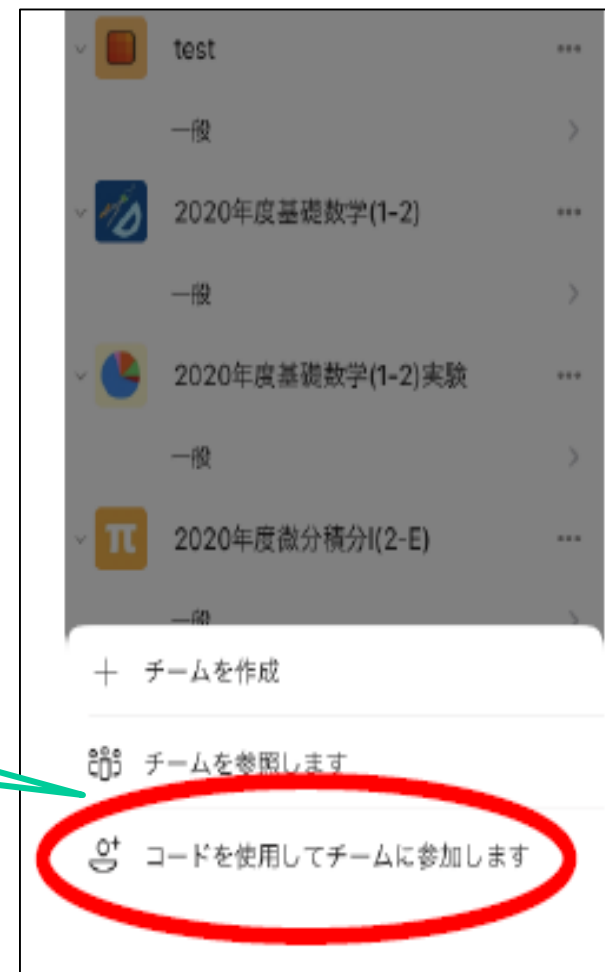 test
一般
2020年度基礎数学(1-2)
一般
2020年度基礎数学(1-2)実験
一般
2020年度微分積分I(2-E)
一般
チームを作成
チームを参照します
コードを使用してチームに参加します